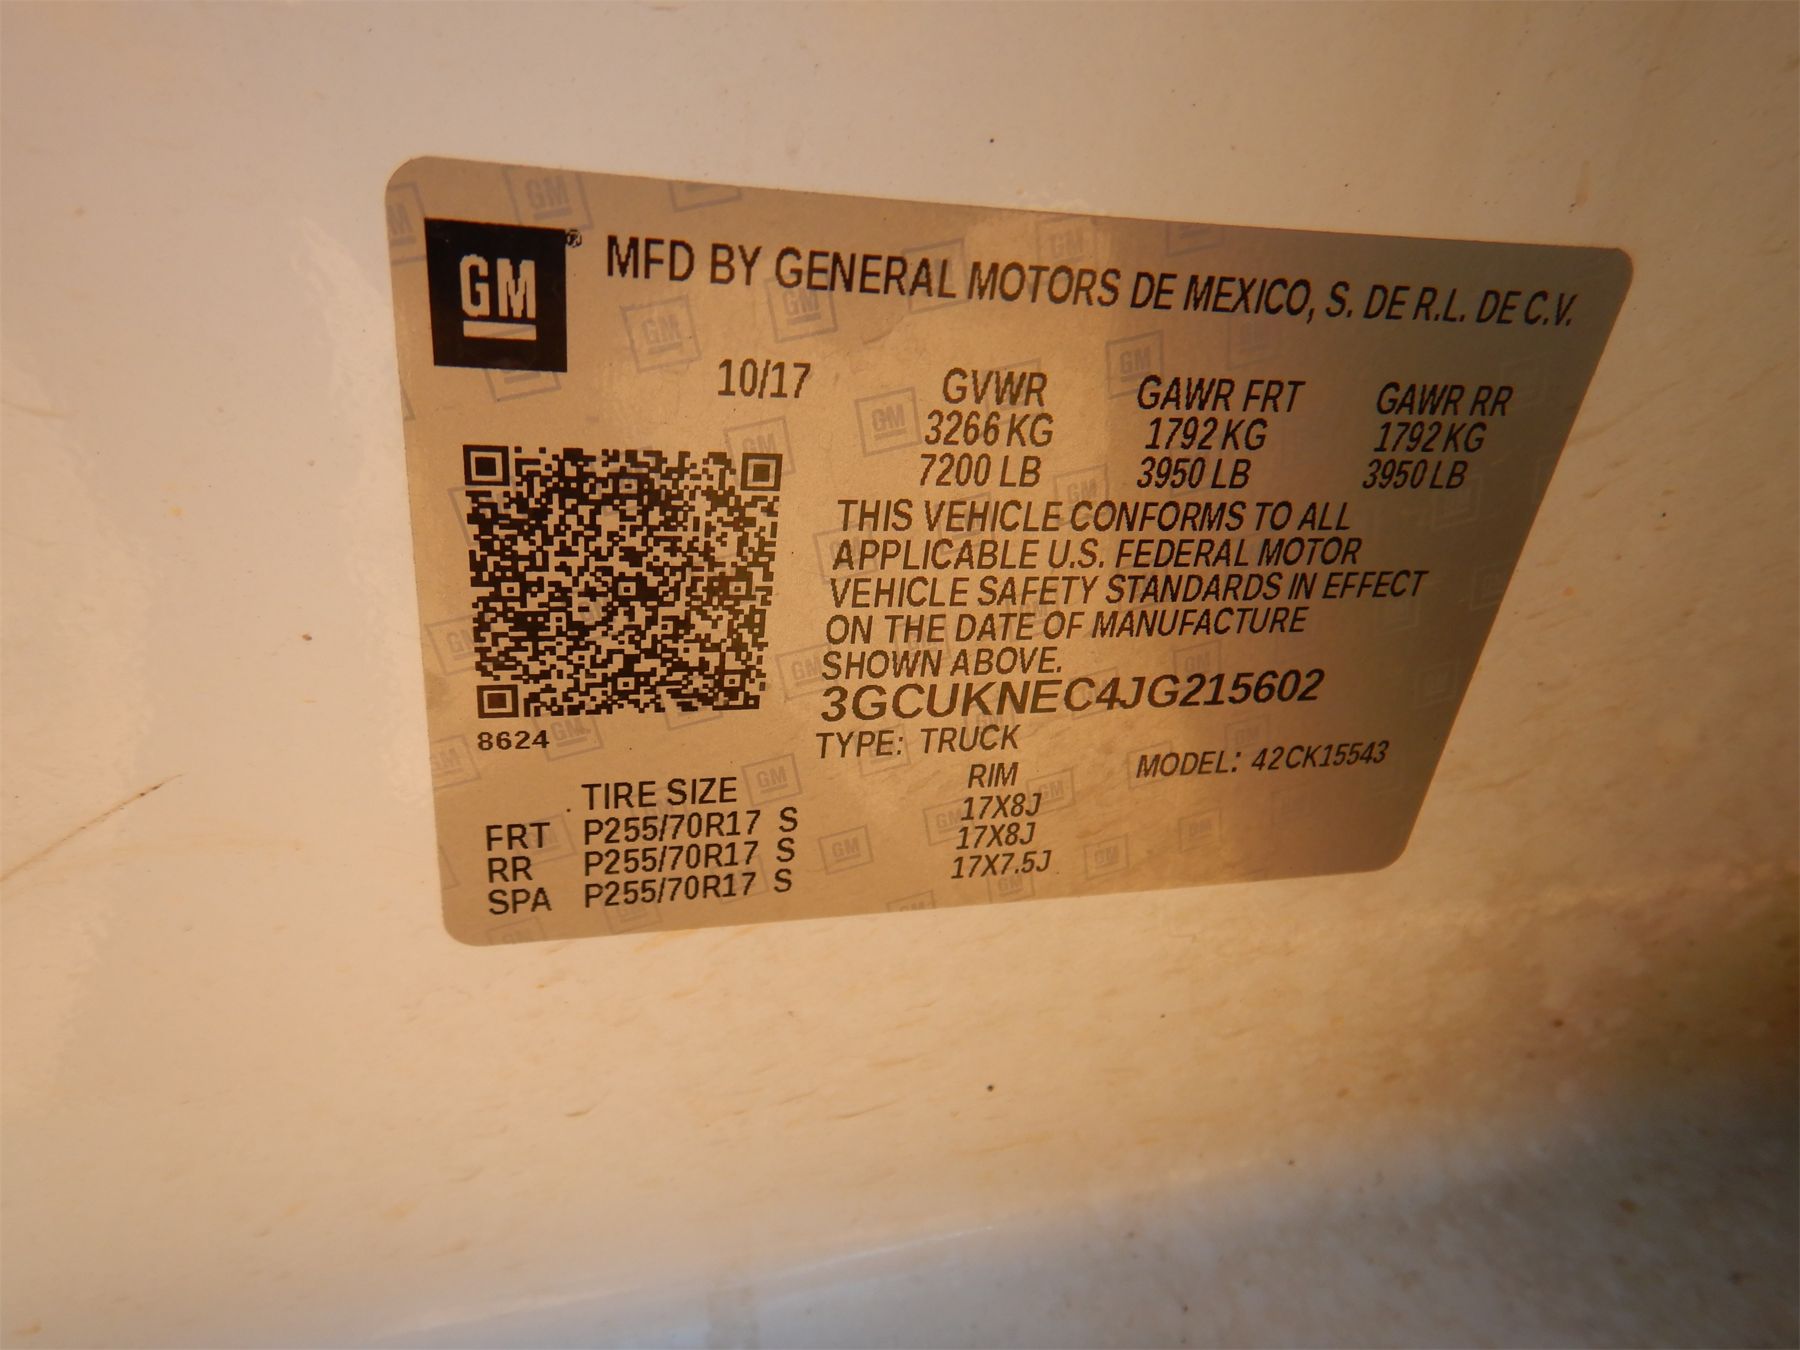 GM
MFD BY GENERAL MOTORS DE MEXICO, S. DE R.L. DE C.V.
10/17 GVWR GAWR FRT GAWR RR
3266 KG 1792 KG 1792 KG
7200 LB 3950 LB 3950 LB
THIS VEHICLE CONFORMS TO ALL
APPLICABLE U.S. FEDERAL MOTOR
VEHICLE SAFETY STANDARDS IN EFFECT
ON THE DATE OF MANUFACTURE
SHOWN ABOVE.
3GCUKNEC4JG215602
8624 TYPE: TRUCK MODEL: 42CK15543
TIRE SIZE RIM
FRT P255/70R17 S 17X8J
RR P255/70R17 S 17X8J
SPA P255/70R17 S 17X7.5J